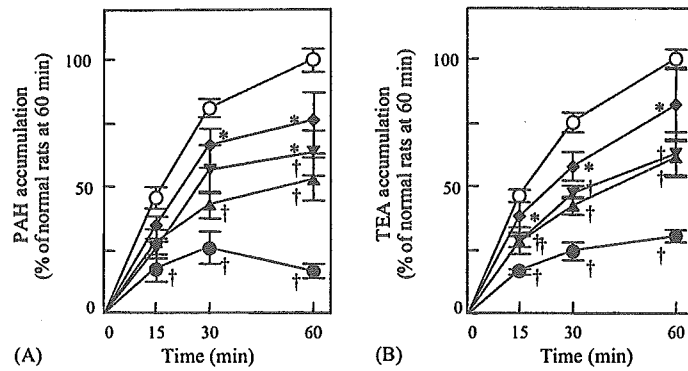 PAH accumulation
(% of normal rats at 60 min)
100
50
0
0 15 30 60
Time (min)
(A)
* * * † † † † †
TEA accumulation
(% of normal rats at 60 min)
100
50
0
0 15 30 60
Time (min)
(B)
* * * †† † † † † † † †